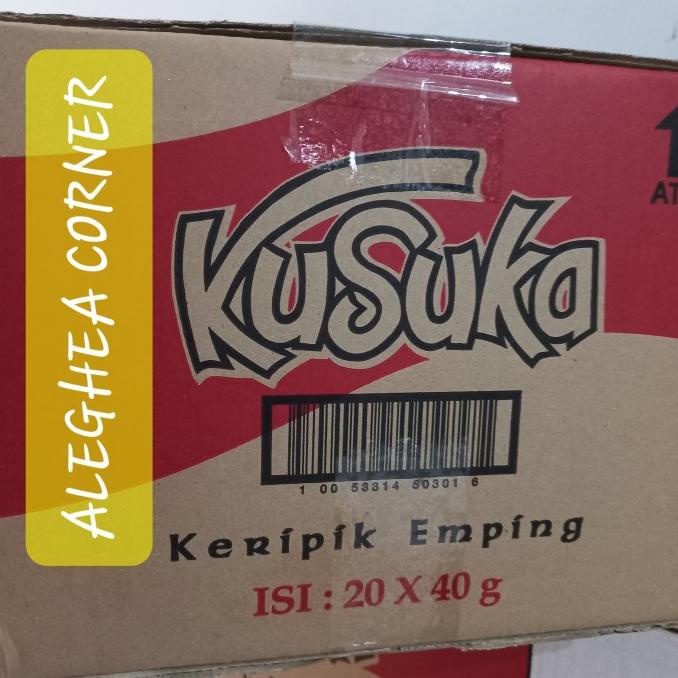 ALEGHEA CORNER
Kusuka
1 00 53314 50301 6
Keripik Emping
ISI : 20 X 40 g